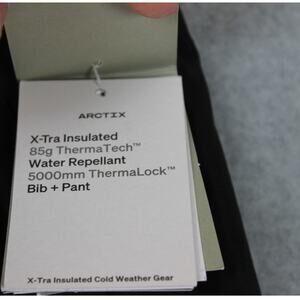 ARCTIX
X-Tra Insulated
85g ThermaTech™
Water Repellant
5000mm ThermaLock™
Bib + Pant
X-Tra Insulated Cold Weather Gear